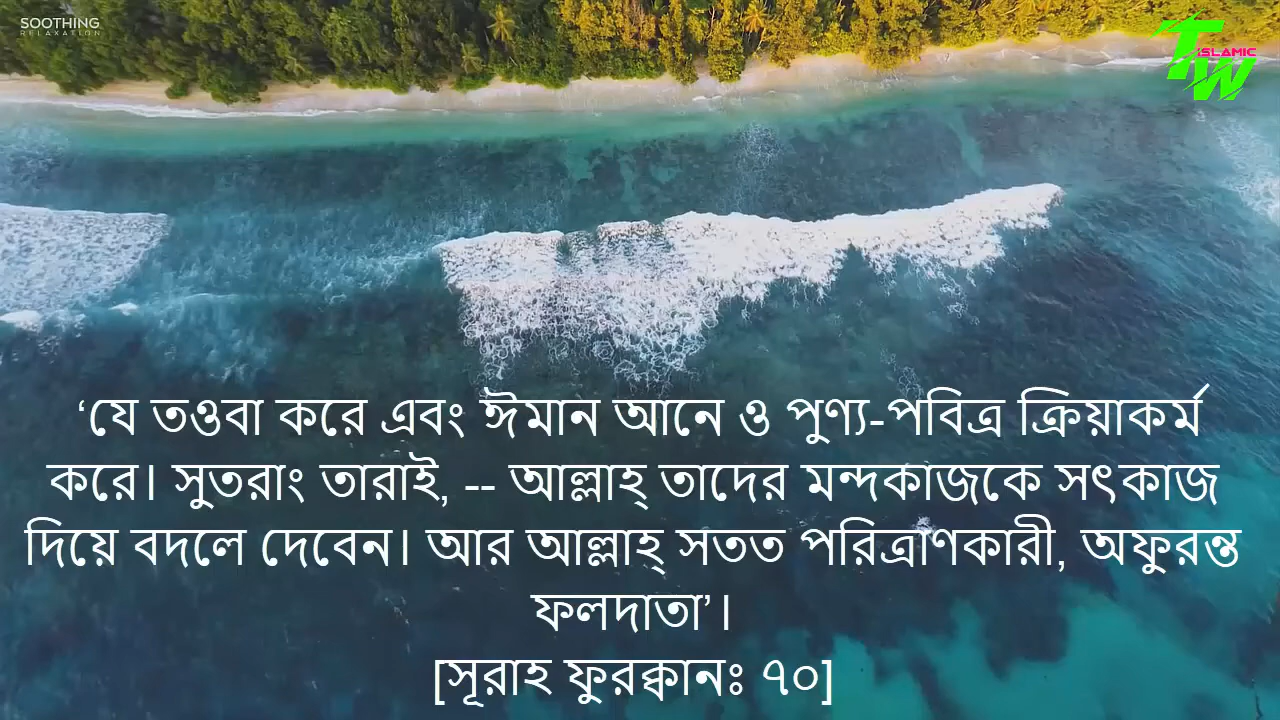 SOOTHING
RELAXATION
TW ISLAMIC
‘যে তওবা করে এবং ঈমান আনে ও পুণ্য-পবিত্র ক্রিয়াকর্ম
করে। সুতরাং তারাই, -- আল্লাহ্ তাদের মন্দকাজকে সৎকাজ
দিয়ে বদলে দেবেন। আর আল্লাহ্ সতত পরিত্রাণকারী, অফুরন্ত
ফলদাতা’।
[সূরাহ ফুরক্বানঃ ৭০]